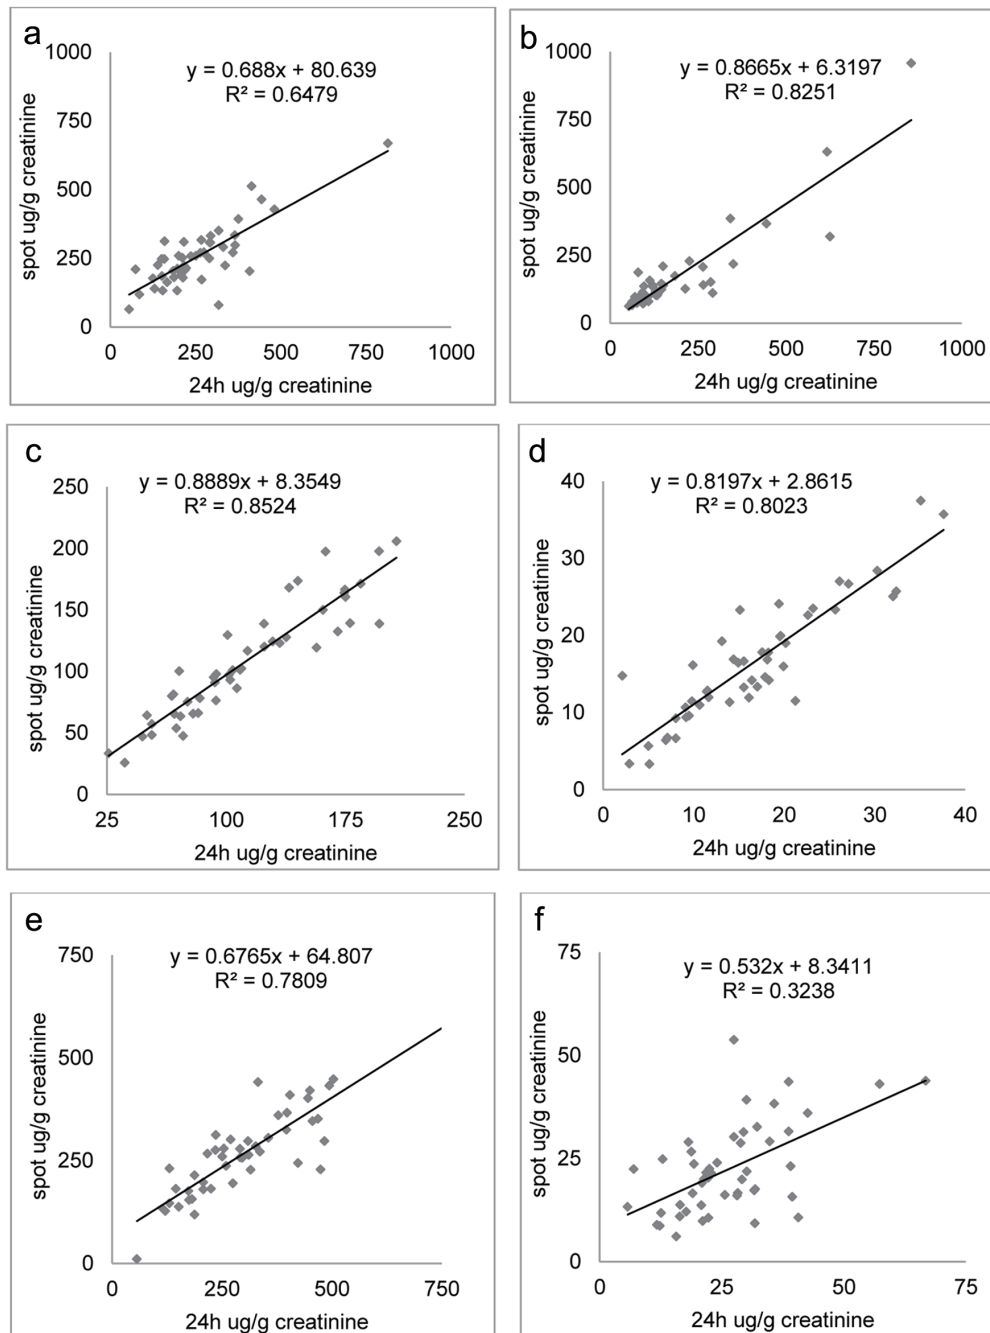 a
1000
y = 0.688x + 80.639
R² = 0.6479
750
500
250
0
0 250 500 750 1000
spot ug/g creatinine
24h ug/g creatinine
b
1000
y = 0.8665x + 6.3197
R² = 0.8251
750
500
250
0
0 250 500 750 1000
spot ug/g creatinine
24h ug/g creatinine
c
y = 0.8889x + 8.3549
R² = 0.8524
250
200
150
100
50
0
25 100 175 250
spot ug/g creatinine
24h ug/g creatinine
d
y = 0.8197x + 2.8615
R² = 0.8023
40
30
20
10
0
0 10 20 30 40
spot ug/g creatinine
24h ug/g creatinine
e
y = 0.6765x + 64.807
R² = 0.7809
750
500
250
0
0 250 500 750
spot ug/g creatinine
24h ug/g creatinine
f
75
y = 0.532x + 8.3411
R² = 0.3238
50
25
0
0 25 50 75
spot ug/g creatinine
24h ug/g creatinine